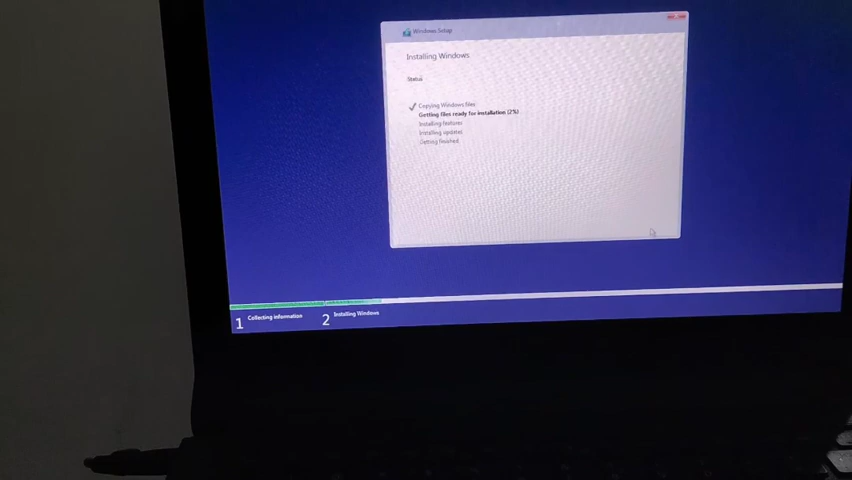 Windows Setup
Installing Windows
Status
Copying Windows files
Getting files ready for installation (2%)
Installing features
Installing updates
Getting finished
1 Collecting information
2 Installing Windows